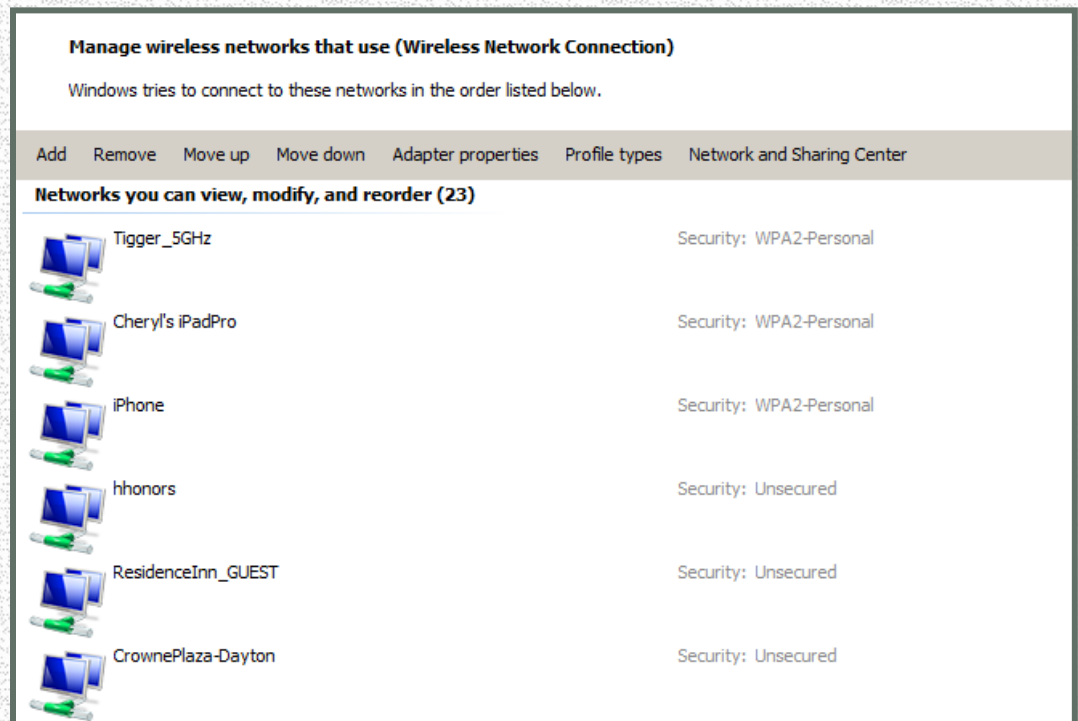 Manage wireless networks that use (Wireless Network Connection)
Windows tries to connect to these networks in the order listed below.
Add Remove Move up Move down Adapter properties Profile types Network and Sharing Center
Networks you can view, modify, and reorder (23)
Tigger_5GHz Security: WPA2-Personal
Cheryl's iPadPro Security: WPA2-Personal
iPhone Security: WPA2-Personal
hhonors Security: Unsecured
ResidenceInn_GUEST Security: Unsecured
CrownePlaza-Dayton Security: Unsecured